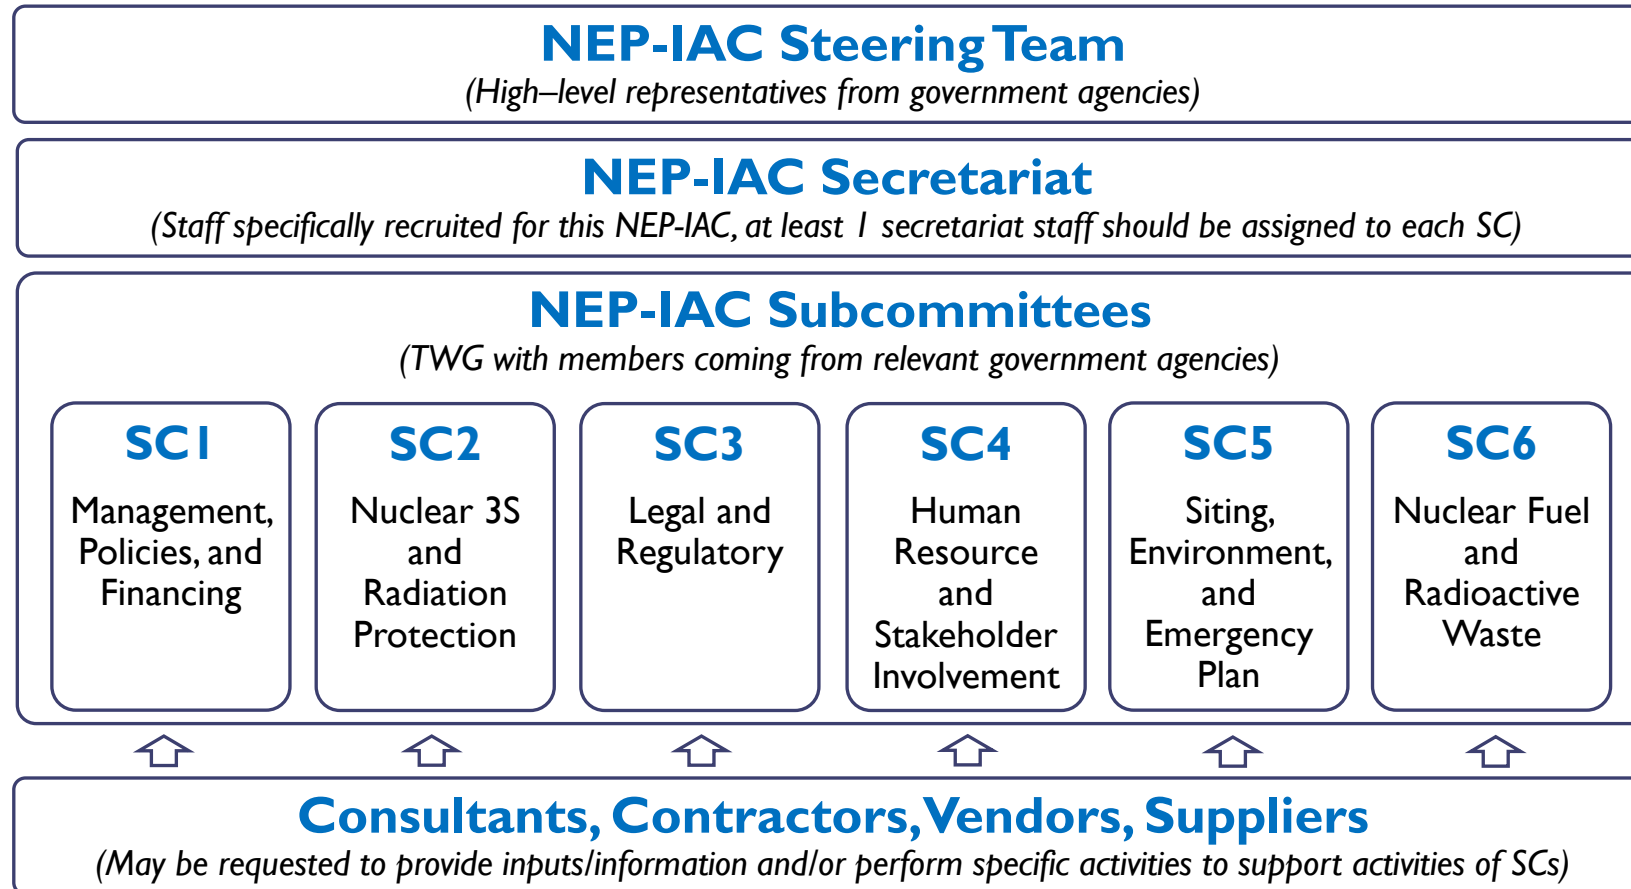 NEP-IAC Steering Team
(High–level representatives from government agencies)
NEP-IAC Secretariat
(Staff specifically recruited for this NEP-IAC, at least 1 secretariat staff should be assigned to each SC)
NEP-IAC Subcommittees
(TWG with members coming from relevant government agencies)
SC1
Management,
Policies, and
Financing
SC2
Nuclear 3S
and
Radiation
Protection
SC3
Legal and
Regulatory
SC4
Human
Resource
and
Stakeholder
Involvement
SC5
Siting,
Environment,
and
Emergency
Plan
SC6
Nuclear Fuel
and
Radioactive
Waste
Consultants, Contractors, Vendors, Suppliers
(May be requested to provide inputs/information and/or perform specific activities to support activities of SCs)